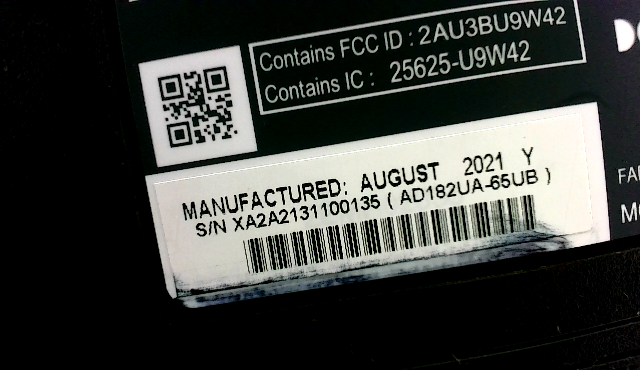 Contains FCC ID : 2AU3BU9W42
Contains IC : 25625-U9W42
MANUFACTURED: AUGUST 2021 Y
S/N XA2A2131100135 ( AD182UA-65UB )